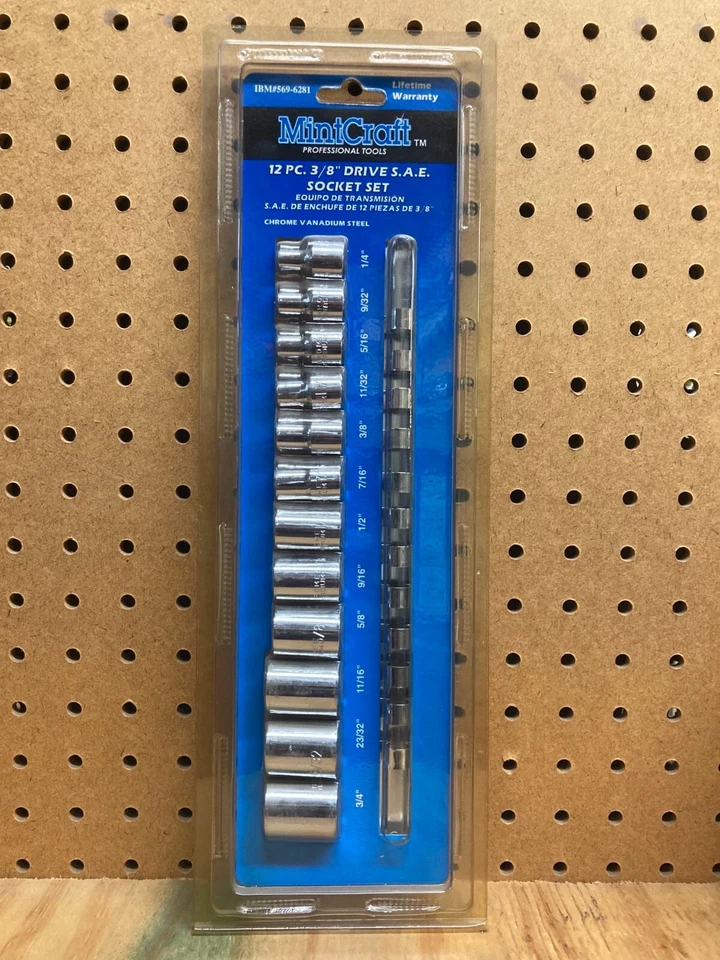 IBM#569-6281
Lifetime
Warranty
MintCraft™
PROFESSIONAL TOOLS
12 PC. 3/8" DRIVE S.A.E.
SOCKET SET
EQUIPO DE TRANSMISIÓN
S.A.E. DE ENCHUFE DE 12 PIEZAS DE 3/8"
CHROME VANADIUM STEEL
1/4"
9/32"
5/16"
11/32"
3/8"
7/16"
1/2"
9/16"
5/8"
11/16"
23/32"
3/4"